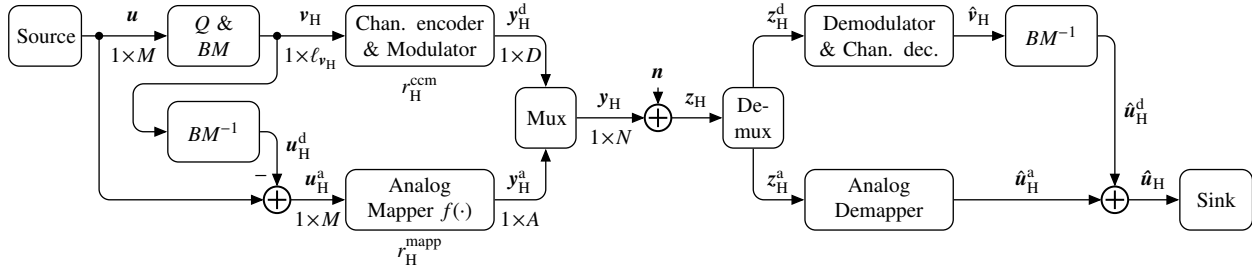 Source
u
1×M
Q &
BM
v_H
1×ℓ_{v_H}
Chan. encoder
& Modulator
r_H^{ccm}
y_H^d
1×D
BM⁻¹
u_H^d
−
u_H^a
1×M
Analog
Mapper f(·)
r_H^{mapp}
y_H^a
1×A
Mux
y_H
1×N
n
z_H
De-
mux
z_H^d
Demodulator
& Chan. dec.
v̂_H
BM⁻¹
û_H^d
z_H^a
Analog
Demapper
û_H^a
û_H
Sink